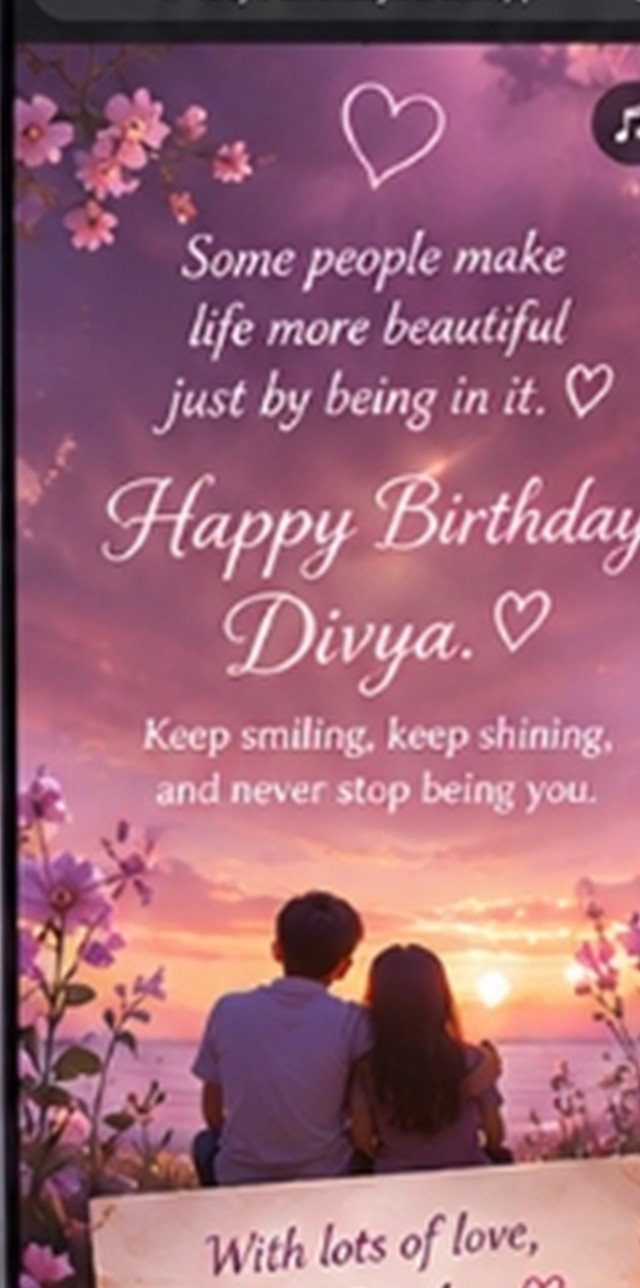 Some people make
life more beautiful
just by being in it. ♡
Happy Birthday
Divya. ♡
Keep smiling, keep shining,
and never stop being you.
With lots of love,